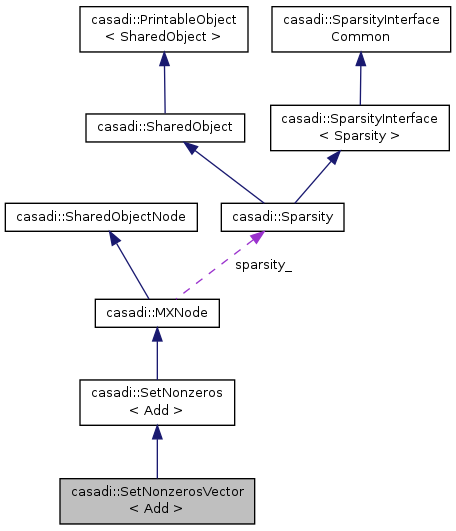 casadi::PrintableObject
< SharedObject >
casadi::SparsityInterface
Common
casadi::SharedObject
casadi::SparsityInterface
< Sparsity >
casadi::SharedObjectNode
casadi::Sparsity
sparsity_
casadi::MXNode
casadi::SetNonzeros
< Add >
casadi::SetNonzerosVector
< Add >